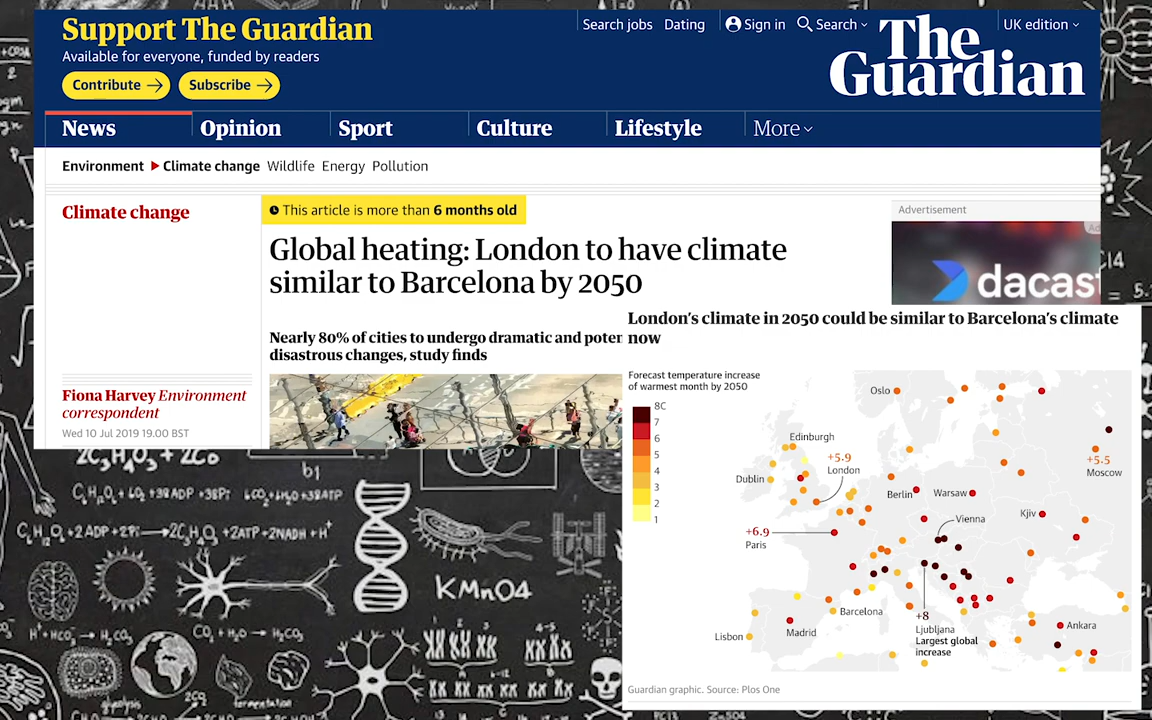 Support The Guardian
Available for everyone, funded by readers
Contribute →
Subscribe →
Search jobs
Dating
Sign in
Search
UK edition
The
Guardian
News
Opinion
Sport
Culture
Lifestyle
More
Environment
Climate change
Wildlife
Energy
Pollution
Climate change
This article is more than 6 months old
Global heating: London to have climate
similar to Barcelona by 2050
Nearly 80% of cities to undergo dramatic and poten
disastrous changes, study finds
Fiona Harvey Environment
correspondent
Wed 10 Jul 2019 19.00 BST
Advertisement
Ad
dacast
London's climate in 2050 could be similar to Barcelona's climate
now
Forecast temperature increase
of warmest month by 2050
8C
7
6
5
4
3
2
1
Oslo
Edinburgh
+5.9
London
Dublin
+5.5
Moscow
Berlin
Warsaw
Kjiv
Vienna
+6.9
Paris
Barcelona
Madrid
Lisbon
+8
Ljubljana
Largest global
increase
Ankara
Guardian graphic. Source: Plos One
b1
KMnO4